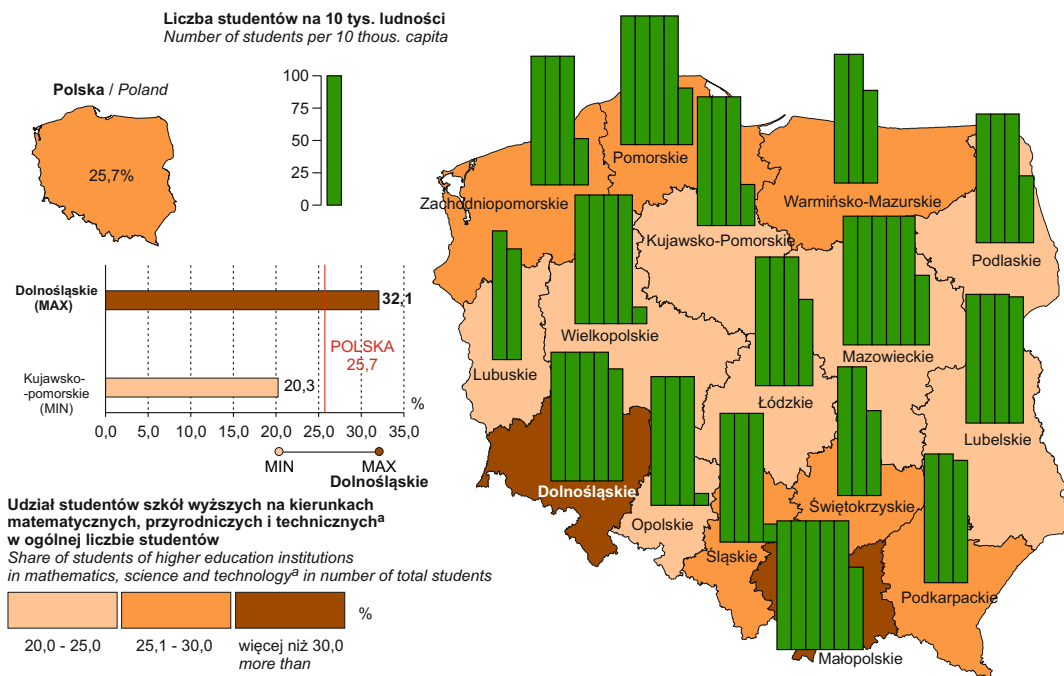 Liczba studentów na 10 tys. ludności
Number of students per 10 thous. capita
Polska / Poland
25,7%
100
75
50
25
0
Dolnośląskie
(MAX)
32,1
POLSKA
25,7
Kujawsko-
-pomorskie
(MIN)
20,3
%
0,0
5,0
10,0
15,0
20,0
25,0
30,0
35,0
MIN
MAX
Dolnośląskie
Udział studentów szkół wyższych na kierunkach
matematycznych, przyrodniczych i technicznychª
w ogólnej liczbie studentów
Share of students of higher education institutions
in mathematics, science and technologyª in number of total students
%
20,0 - 25,0
25,1 - 30,0
więcej niż 30,0
more than
Pomorskie
Zachodniopomorskie
Warmińsko-Mazurskie
Kujawsko-Pomorskie
Podlaskie
Wielkopolskie
Mazowieckie
Lubuskie
Łódzkie
Lubelskie
Dolnośląskie
Opolskie
Świętokrzyskie
Śląskie
Podkarpackie
Małopolskie